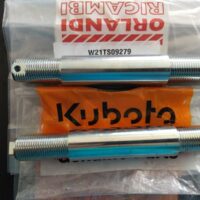 ORLANDI
RICAMBI
W21TS09279
Kubota